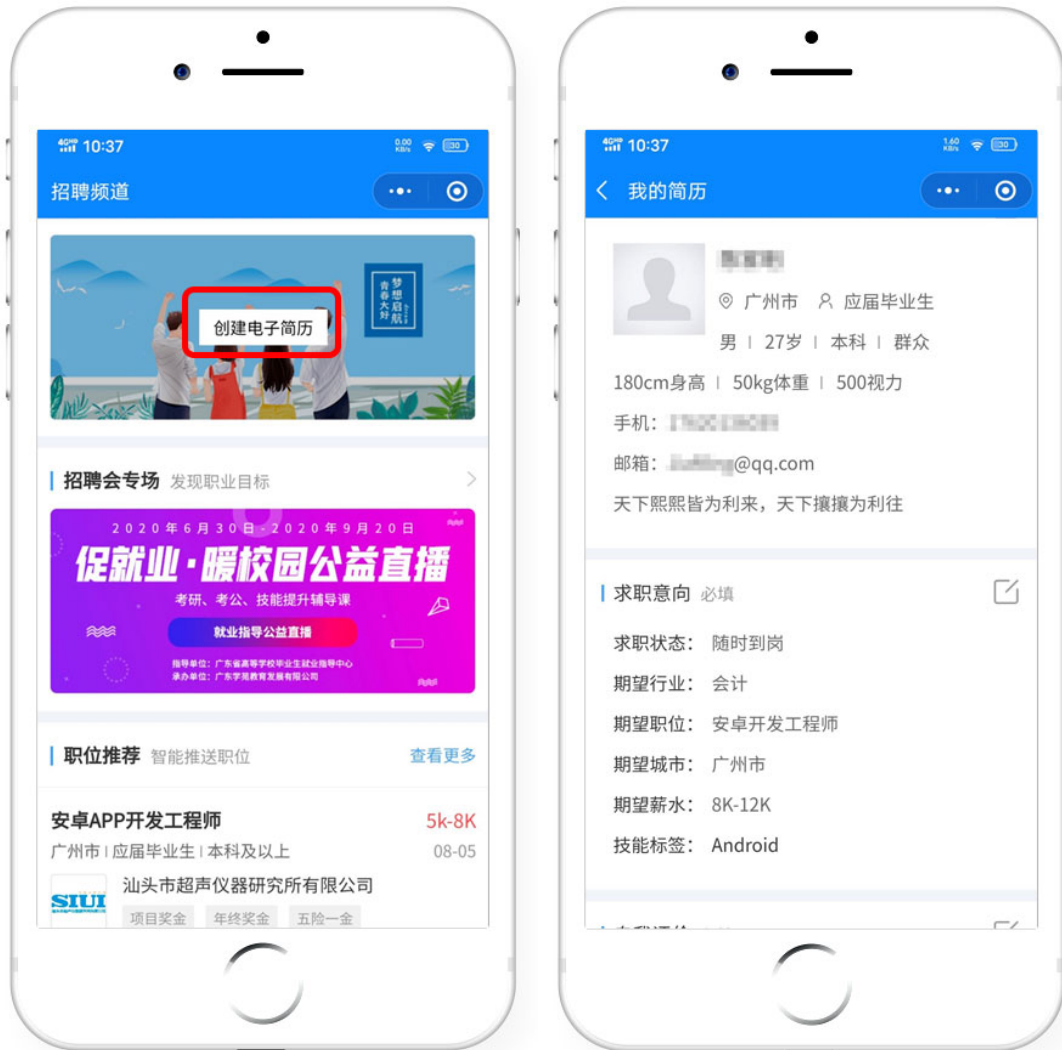 10:37
0.00
KB/s
30
招聘频道
梦想启航
青春大好
创建电子简历
招聘会专场 发现职业目标
2020年6月30日-2020年9月20日
促就业·暖校园公益直播
考研、考公、技能提升辅导课
就业指导公益直播
指导单位：广东省高等学校毕业生就业指导中心
承办单位：广东学苑教育发展有限公司
职位推荐 智能推送职位 查看更多
安卓APP开发工程师 5k-8K
广州市 | 应届毕业生 | 本科及以上 08-05
SIUI
汕头市超声仪器研究所有限公司
项目奖金 年终奖金 五险一金
10:37
1.60
KB/s
30
我的简历
广州市 应届毕业生
男 | 27岁 | 本科 | 群众
180cm身高 | 50kg体重 | 500视力
手机：
邮箱： @qq.com
天下熙熙皆为利来，天下攘攘为利往
求职意向 必填
求职状态： 随时到岗
期望行业： 会计
期望职位： 安卓开发工程师
期望城市： 广州市
期望薪水： 8K-12K
技能标签： Android